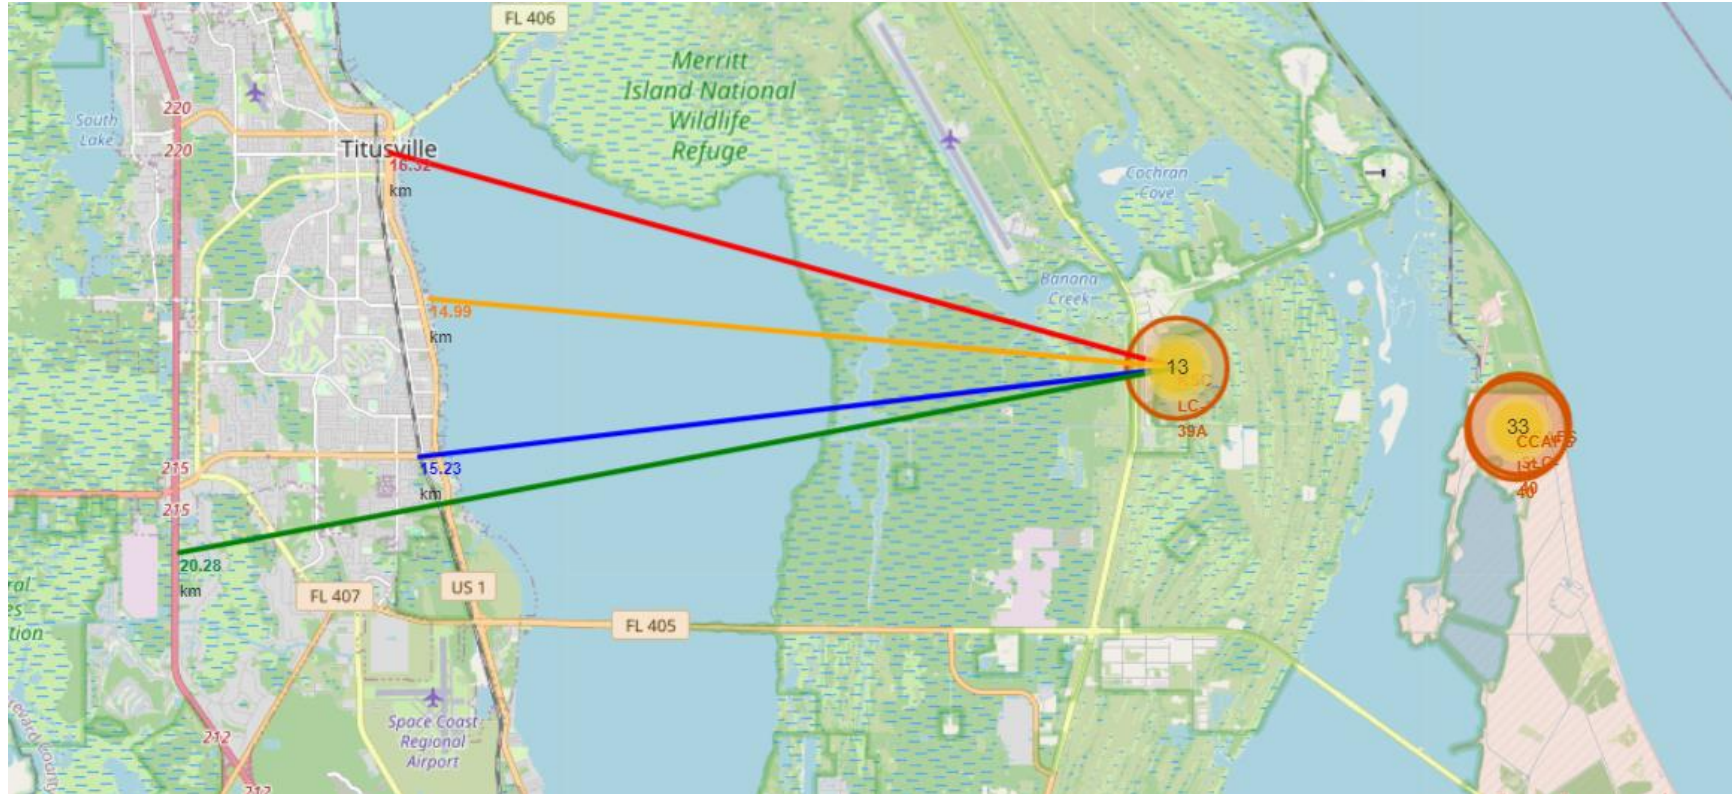 FL 406
Merritt
Island National
Wildlife
Refuge
220
South
Lake
220
Titusville
16.32
km
Cochran
Cove
Banana
Creek
14.99
km
13
LC-
39A
33
CCAFS
40
40
215
15.23
km
215
20.28
km
FL 407
US 1
FL 405
Space Coast
Regional
Airport
212